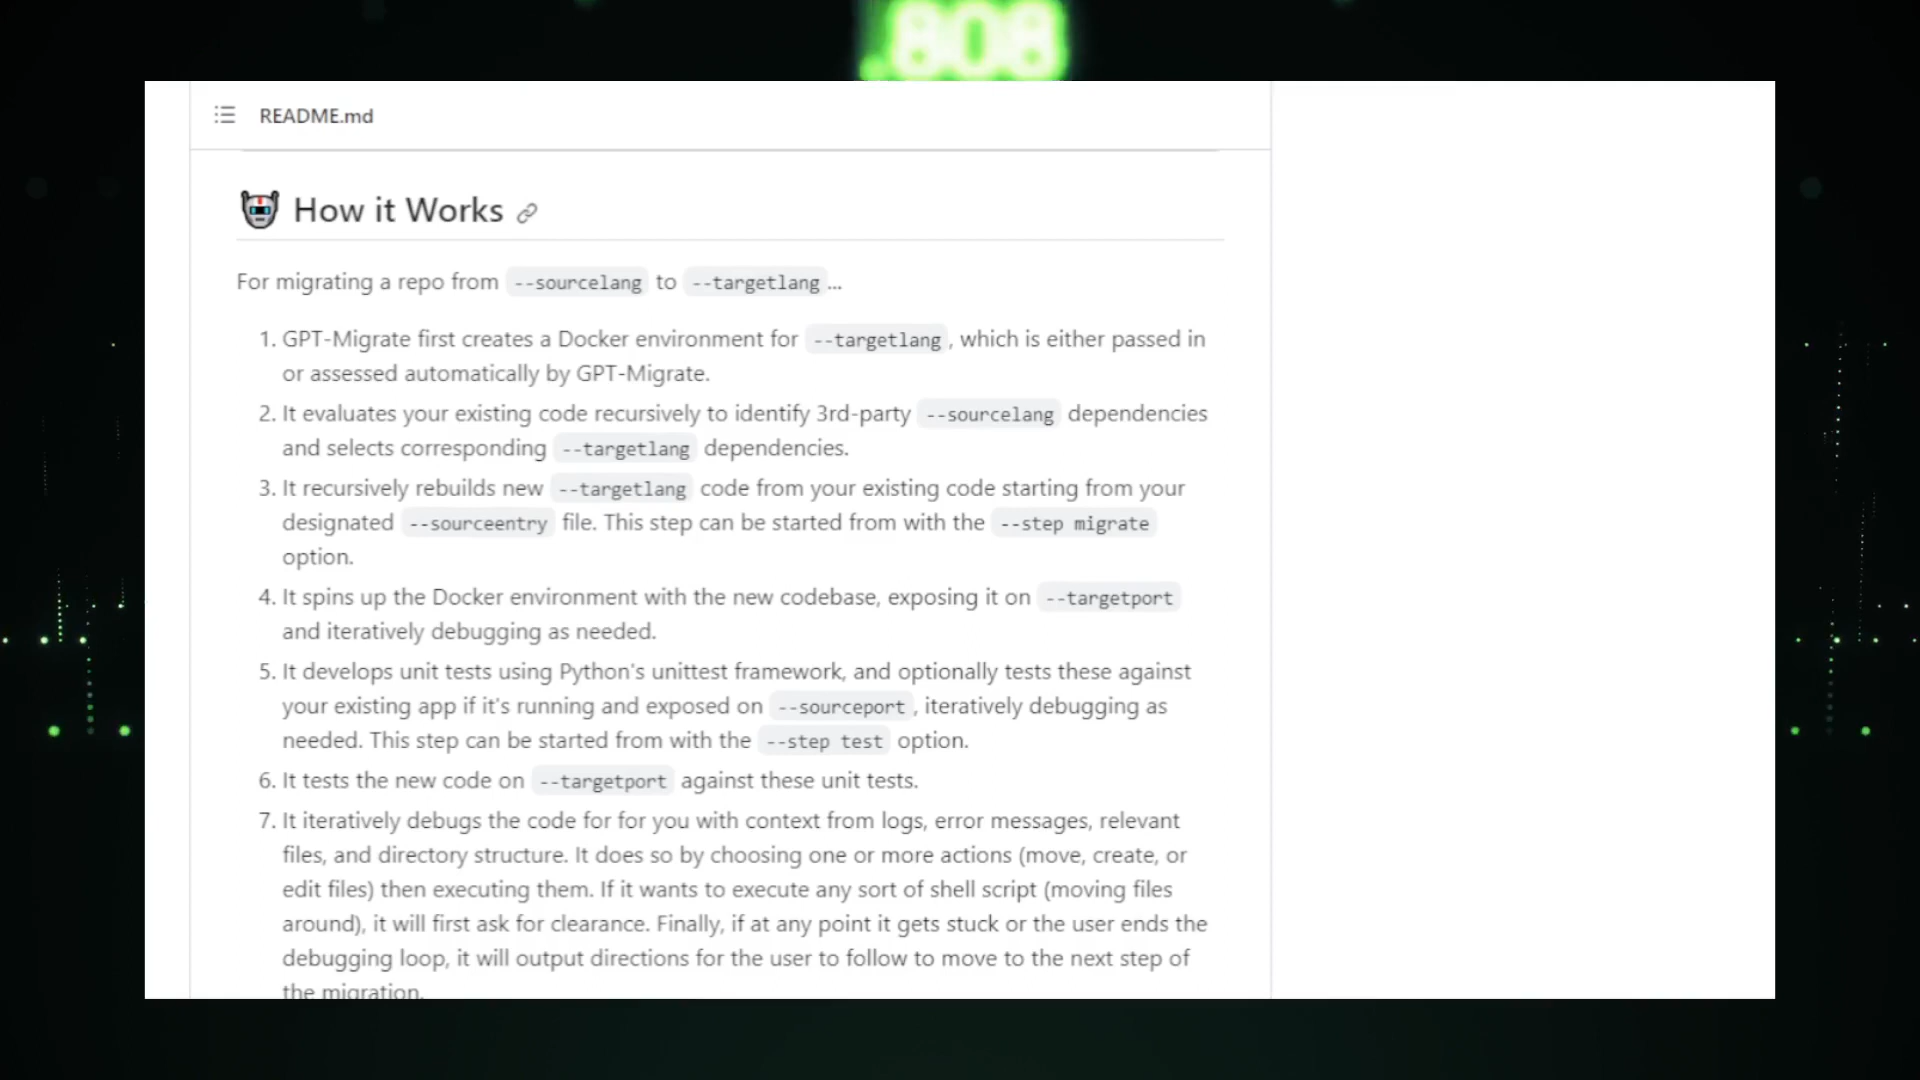 .808
README.md
How it Works
For migrating a repo from --sourcelang to --targetlang ...
1. GPT-Migrate first creates a Docker environment for --targetlang , which is either passed in
or assessed automatically by GPT-Migrate.
2. It evaluates your existing code recursively to identify 3rd-party --sourcelang dependencies
and selects corresponding --targetlang dependencies.
3. It recursively rebuilds new --targetlang code from your existing code starting from your
designated --sourceentry file. This step can be started from with the --step migrate
option.
4. It spins up the Docker environment with the new codebase, exposing it on --targetport
and iteratively debugging as needed.
5. It develops unit tests using Python's unittest framework, and optionally tests these against
your existing app if it's running and exposed on --sourceport , iteratively debugging as
needed. This step can be started from with the --step test option.
6. It tests the new code on --targetport against these unit tests.
7. It iteratively debugs the code for for you with context from logs, error messages, relevant
files, and directory structure. It does so by choosing one or more actions (move, create, or
edit files) then executing them. If it wants to execute any sort of shell script (moving files
around), it will first ask for clearance. Finally, if at any point it gets stuck or the user ends the
debugging loop, it will output directions for the user to follow to move to the next step of
the migration.